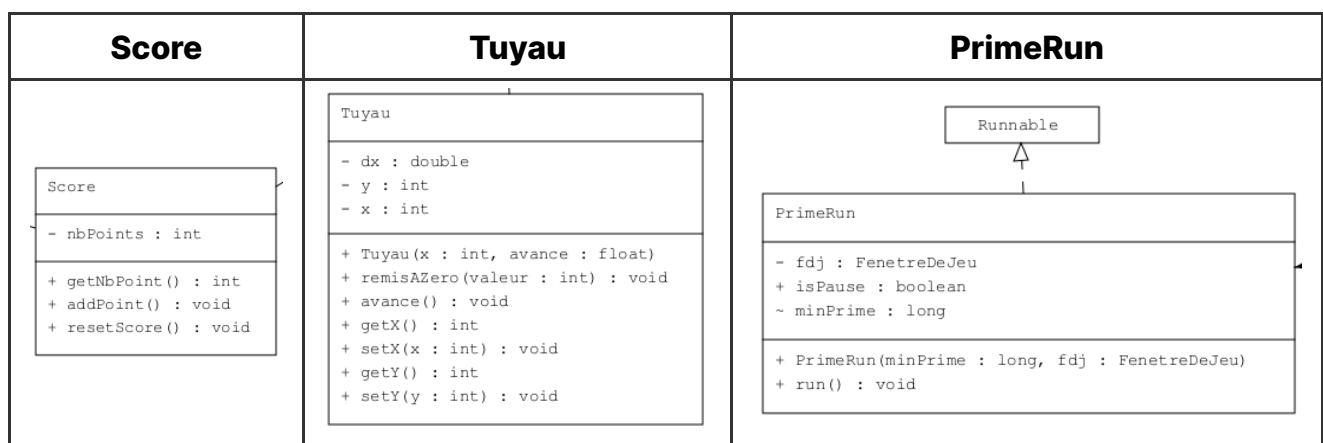 Score
Tuyau
PrimeRun
Score
- nbPoints : int
+ getNbPoint() : int
+ addPoint() : void
+ resetScore() : void
Tuyau
- dx : double
- y : int
- x : int
+ Tuyau(x : int, avance : float)
+ remisAZero(valeur : int) : void
+ avance() : void
+ getX() : int
+ setX(x : int) : void
+ getY() : int
+ setY(y : int) : void
Runnable
PrimeRun
- fdj : FenetreDeJeu
+ isPause : boolean
~ minPrime : long
+ PrimeRun(minPrime : long, fdj : FenetreDeJeu)
+ run() : void